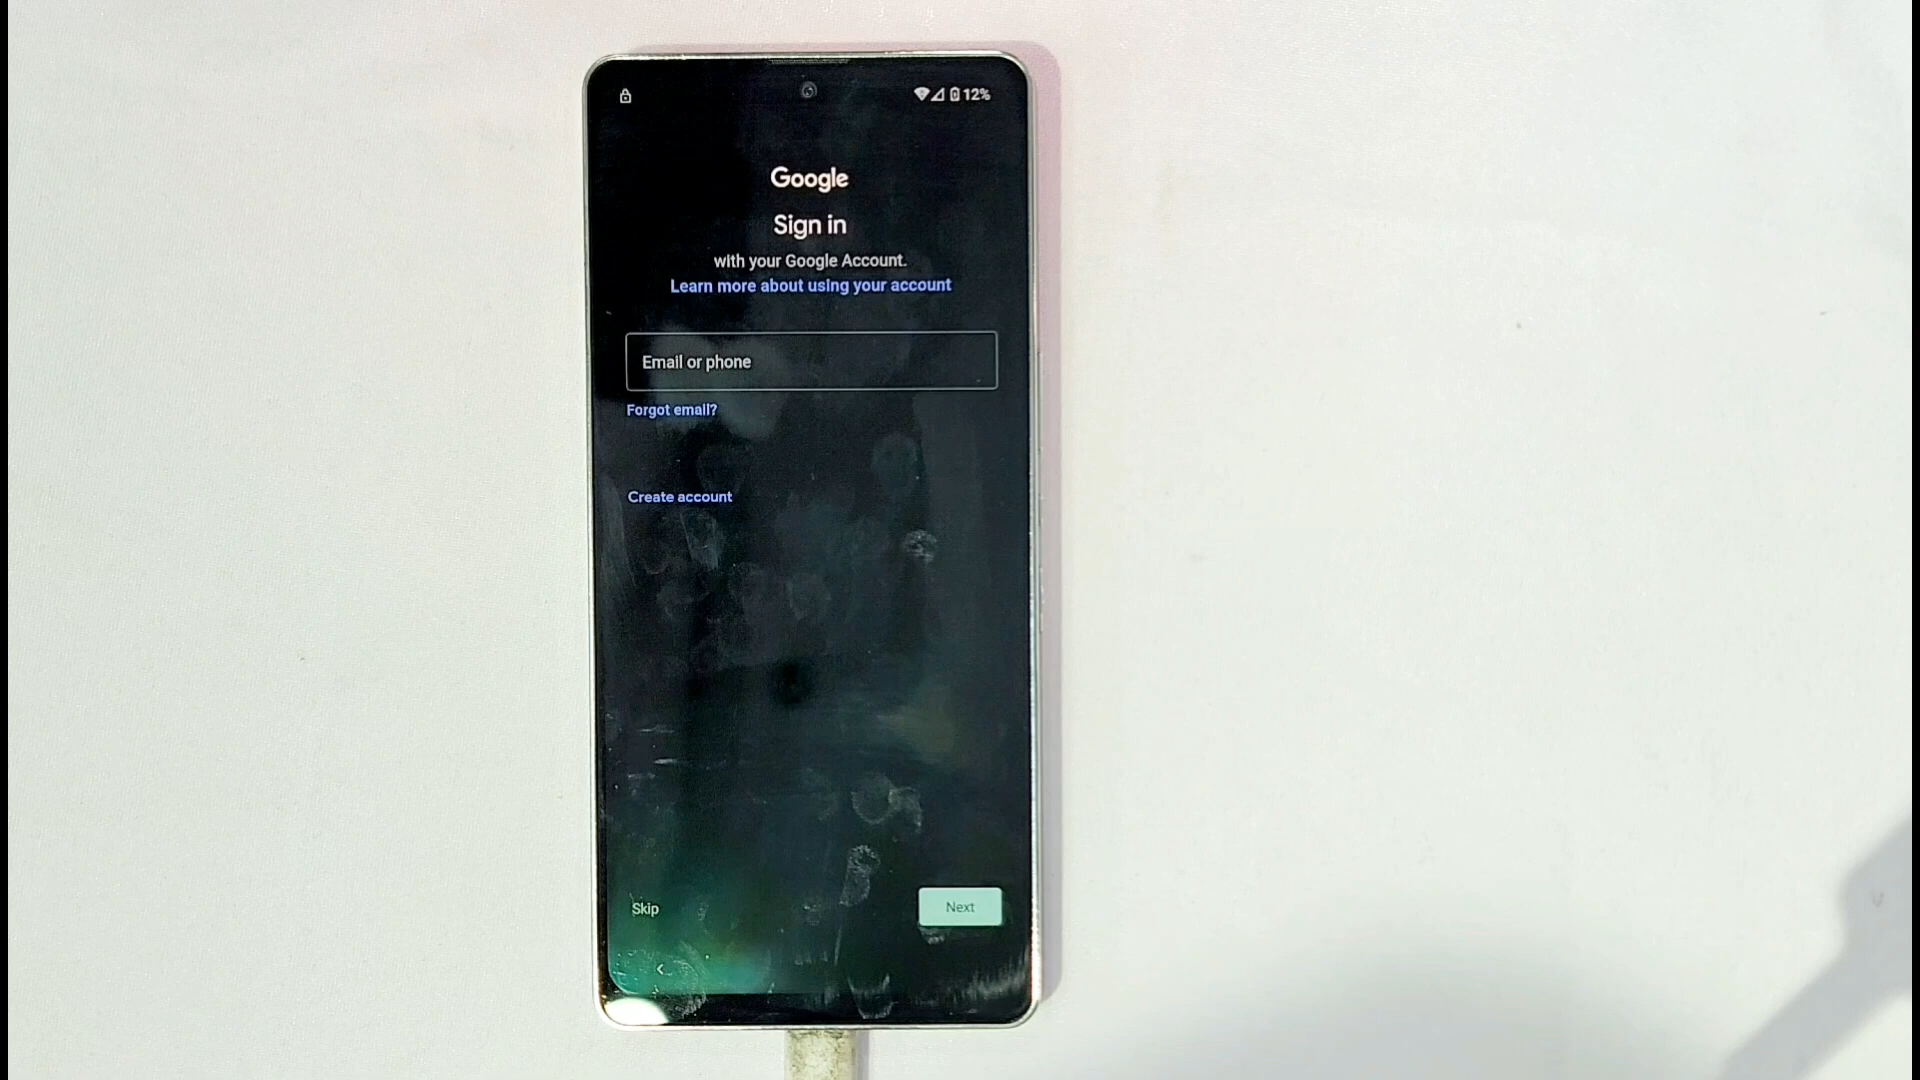 12%
Google
Sign in
with your Google Account.
Learn more about using your account
Email or phone
Forgot email?
Create account
Skip
Next